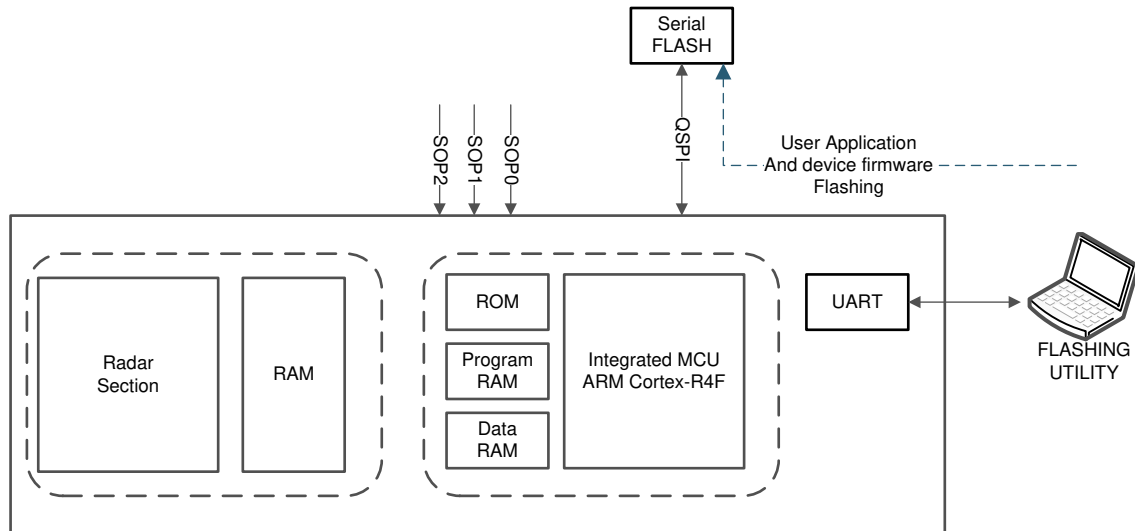 Serial
FLASH
SOP2
SOP1
SOP0
QSPI
User Application
And device firmware
Flashing
Radar
Section
RAM
ROM
Program
RAM
Data
RAM
Integrated MCU
ARM Cortex-R4F
UART
FLASHING
UTILITY